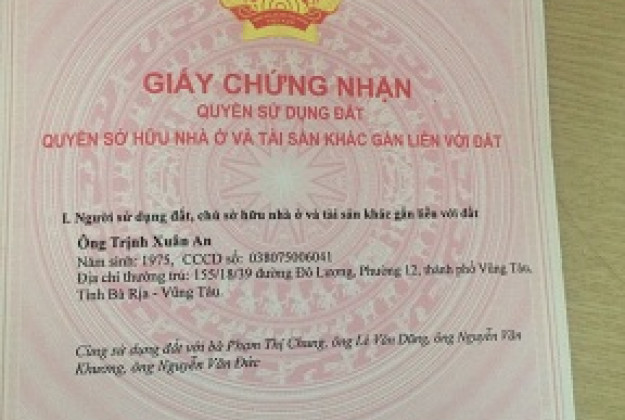 GIẤY CHỨNG NHẬN
QUYỀN SỬ DỤNG ĐẤT
QUYỀN SỞ HỮU NHÀ Ở VÀ TÀI SẢN KHÁC GẮN LIỀN VỚI ĐẤT
I. Người sử dụng đất, chủ sở hữu nhà ở và tài sản khác gắn liền với đất
Ông Trịnh Xuân An
Năm sinh: 1975, CCCD số: 038075006041
Địa chỉ thường trú: 155/18/39 đường Đô Lương, Phường 12, thành phố Vũng Tàu,
Tỉnh Bà Rịa - Vũng Tàu.
Cùng sử dụng đất với bà Phạm Thị Chung, ông Lê Văn Dũng, ông Nguyễn Văn
Khương, ông Nguyễn Văn Đức